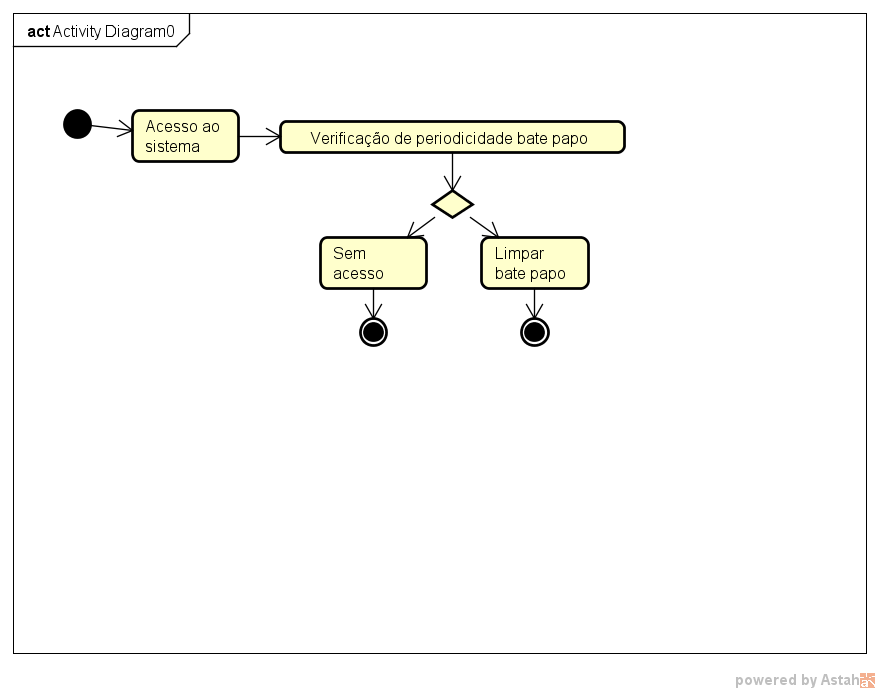 act Activity Diagram0
Acesso ao
sistema
Verificação de periodicidade bate papo
Sem
acesso
Limpar
bate papo
powered by Astah